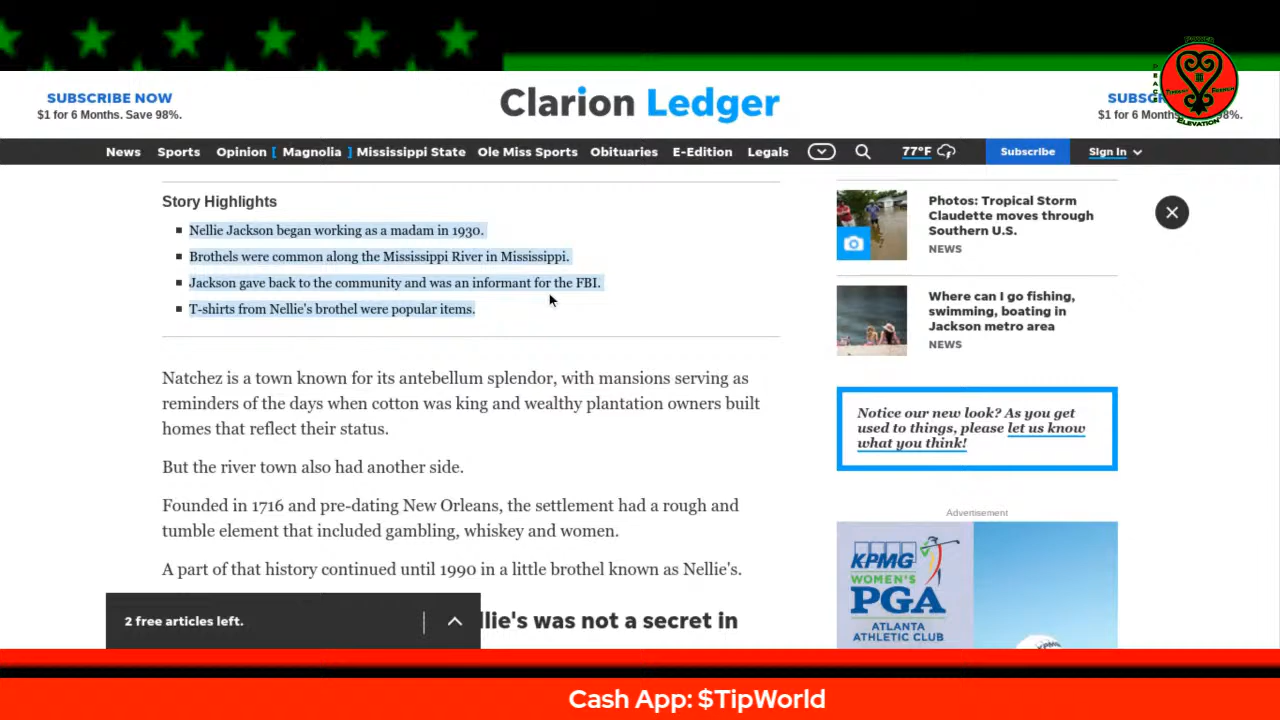 SUBSCRIBE NOW
$1 for 6 Months. Save 98%.
Clarion Ledger
SUBSC
$1 for 6 Months. 98%.
POWER
PEACE
ELEVATION
News Sports Opinion [ Magnolia ] Mississippi State Ole Miss Sports Obituaries E-Edition Legals 77°F Subscribe Sign In
Story Highlights
Nellie Jackson began working as a madam in 1930.
Brothels were common along the Mississippi River in Mississippi.
Jackson gave back to the community and was an informant for the FBI.
T-shirts from Nellie's brothel were popular items.
Natchez is a town known for its antebellum splendor, with mansions serving as
reminders of the days when cotton was king and wealthy plantation owners built
homes that reflect their status.
But the river town also had another side.
Founded in 1716 and pre-dating New Orleans, the settlement had a rough and
tumble element that included gambling, whiskey and women.
A part of that history continued until 1990 in a little brothel known as Nellie's.
llie's was not a secret in
2 free articles left.
Photos: Tropical Storm
Claudette moves through
Southern U.S.
NEWS
Where can I go fishing,
swimming, boating in
Jackson metro area
NEWS
Notice our new look? As you get
used to things, please let us know
what you think!
Advertisement
KPMG
WOMEN'S
PGA
ATLANTA
ATHLETIC CLUB
Cash App: $TipWorld